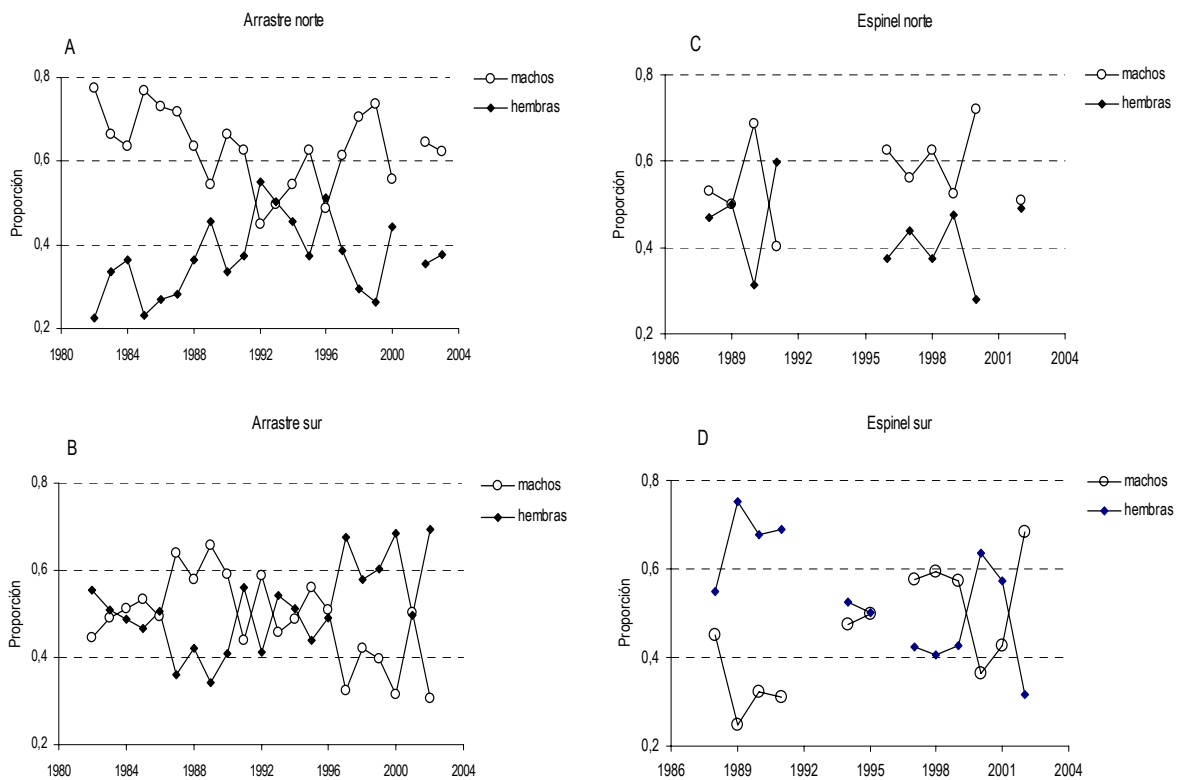 Arrastre norte
A
0,8
0,6
0,4
0,2
Proporción
1980 1984 1988 1992 1996 2000 2004
machos
hembras
Espinel norte
C
0,8
0,6
0,4
0,2
Proporción
1986 1989 1992 1995 1998 2001 2004
machos
hembras
Arrastre sur
B
0,8
0,6
0,4
0,2
Proporción
1980 1984 1988 1992 1996 2000 2004
machos
hembras
Espinel sur
D
0,8
0,6
0,4
0,2
Proporción
1986 1989 1992 1995 1998 2001 2004
machos
hembras